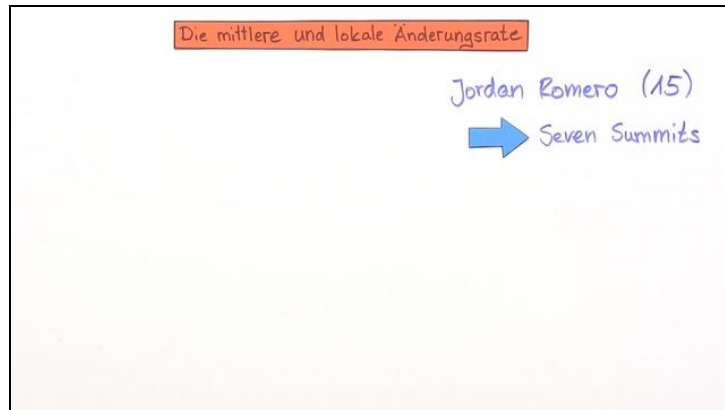 Die mittlere und lokale Änderungsrate
Jordan Romero (15)
Seven Summits